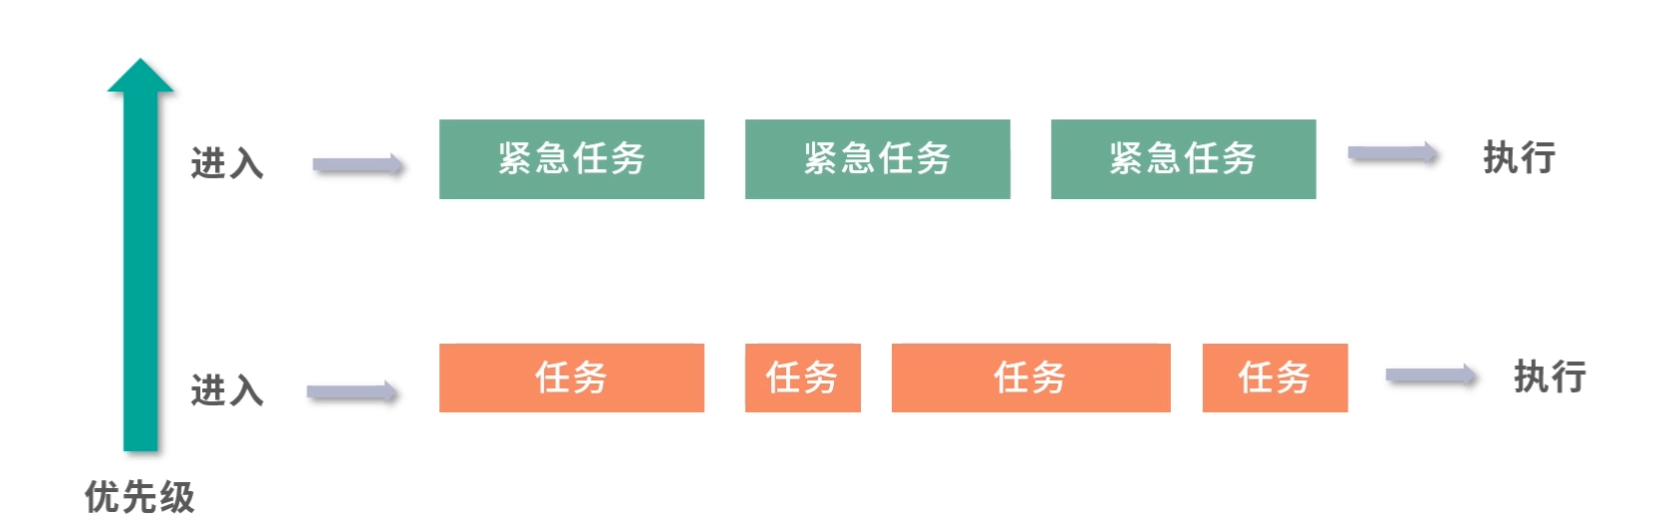 进入 紧急任务 紧急任务 紧急任务 执行
进入 任务 任务 任务 任务 执行
优先级